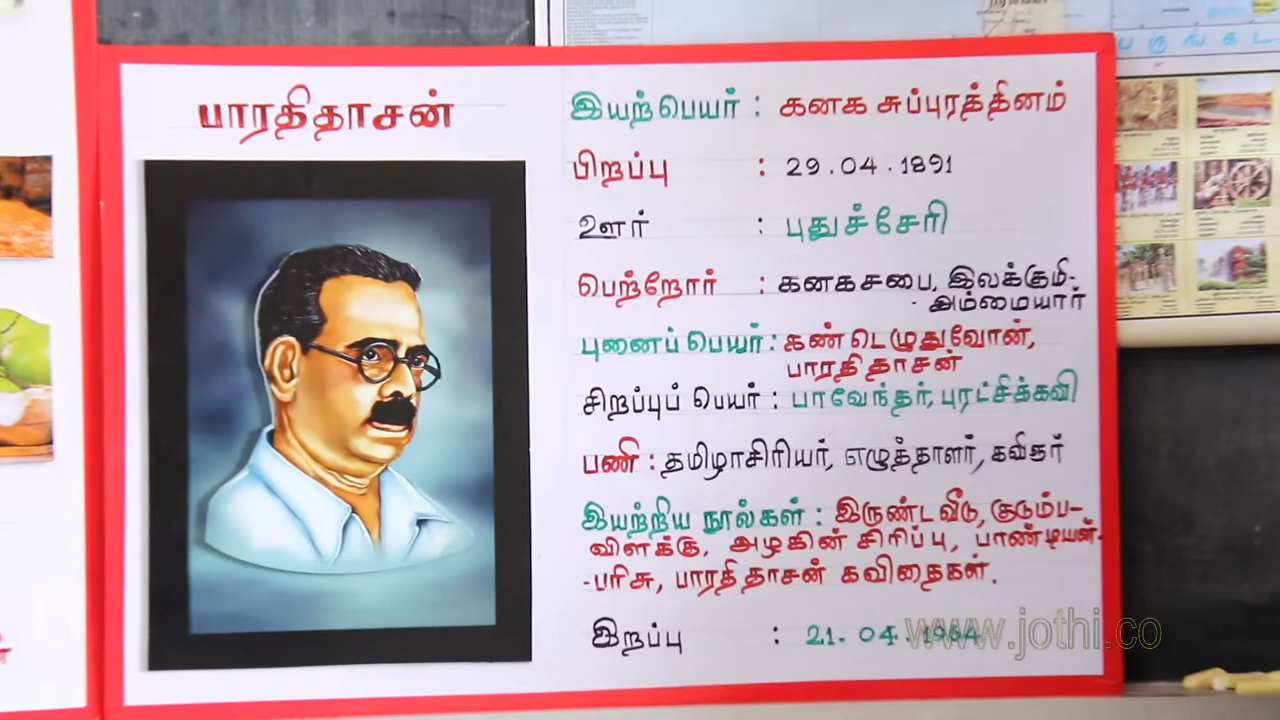 பாரதிதாசன்
இயற்பெயர் : கனக சுப்புரத்தினம்
பிறப்பு : 29.04.1891
ஊர் : புதுச்சேரி
பெற்றோர் : கனகசபை, இலக்குமி-
அம்மையார்
புனைப் பெயர் : கண்டெழுதுவோன்,
பாரதிதாசன்
சிறப்புப் பெயர் : பாவேந்தர், புரட்சிக்கவி
பணி : தமிழாசிரியர், எழுத்தாளர், கவிஞர்
இயற்றிய நூல்கள் : இருண்ட வீடு, குடும்ப-
விளக்கு, அழகின் சிரிப்பு, பாண்டியன்-
-பரிசு, பாரதிதாசன் கவிதைகள்.
இறப்பு : 21.04.1964
www.jothi.co